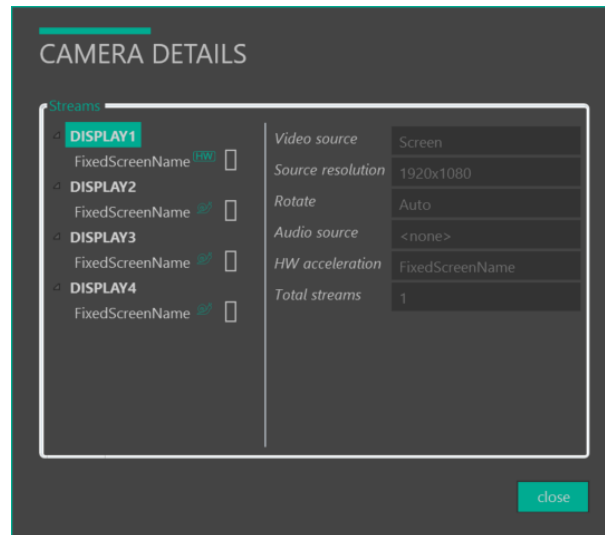 CAMERA DETAILS
Streams
DISPLAY1
FixedScreenName HW
DISPLAY2
FixedScreenName
DISPLAY3
FixedScreenName
DISPLAY4
FixedScreenName
Video source Screen
Source resolution 1920x1080
Rotate Auto
Audio source <none>
HW acceleration FixedScreenName
Total streams 1
close